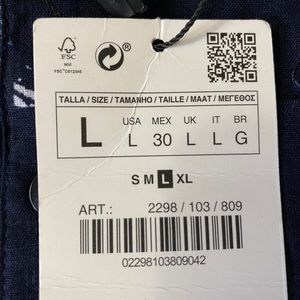 FSC
MIX
FSC™ C012345
R
TALLA / SIZE / TAMANHO / TAILLE / MAAT / ΜΕΓΕΘΟΣ
L
USA MEX UK IT BR
L 30 L L G
S M L XL
ART.: 2298 / 103 / 809
02298103809042